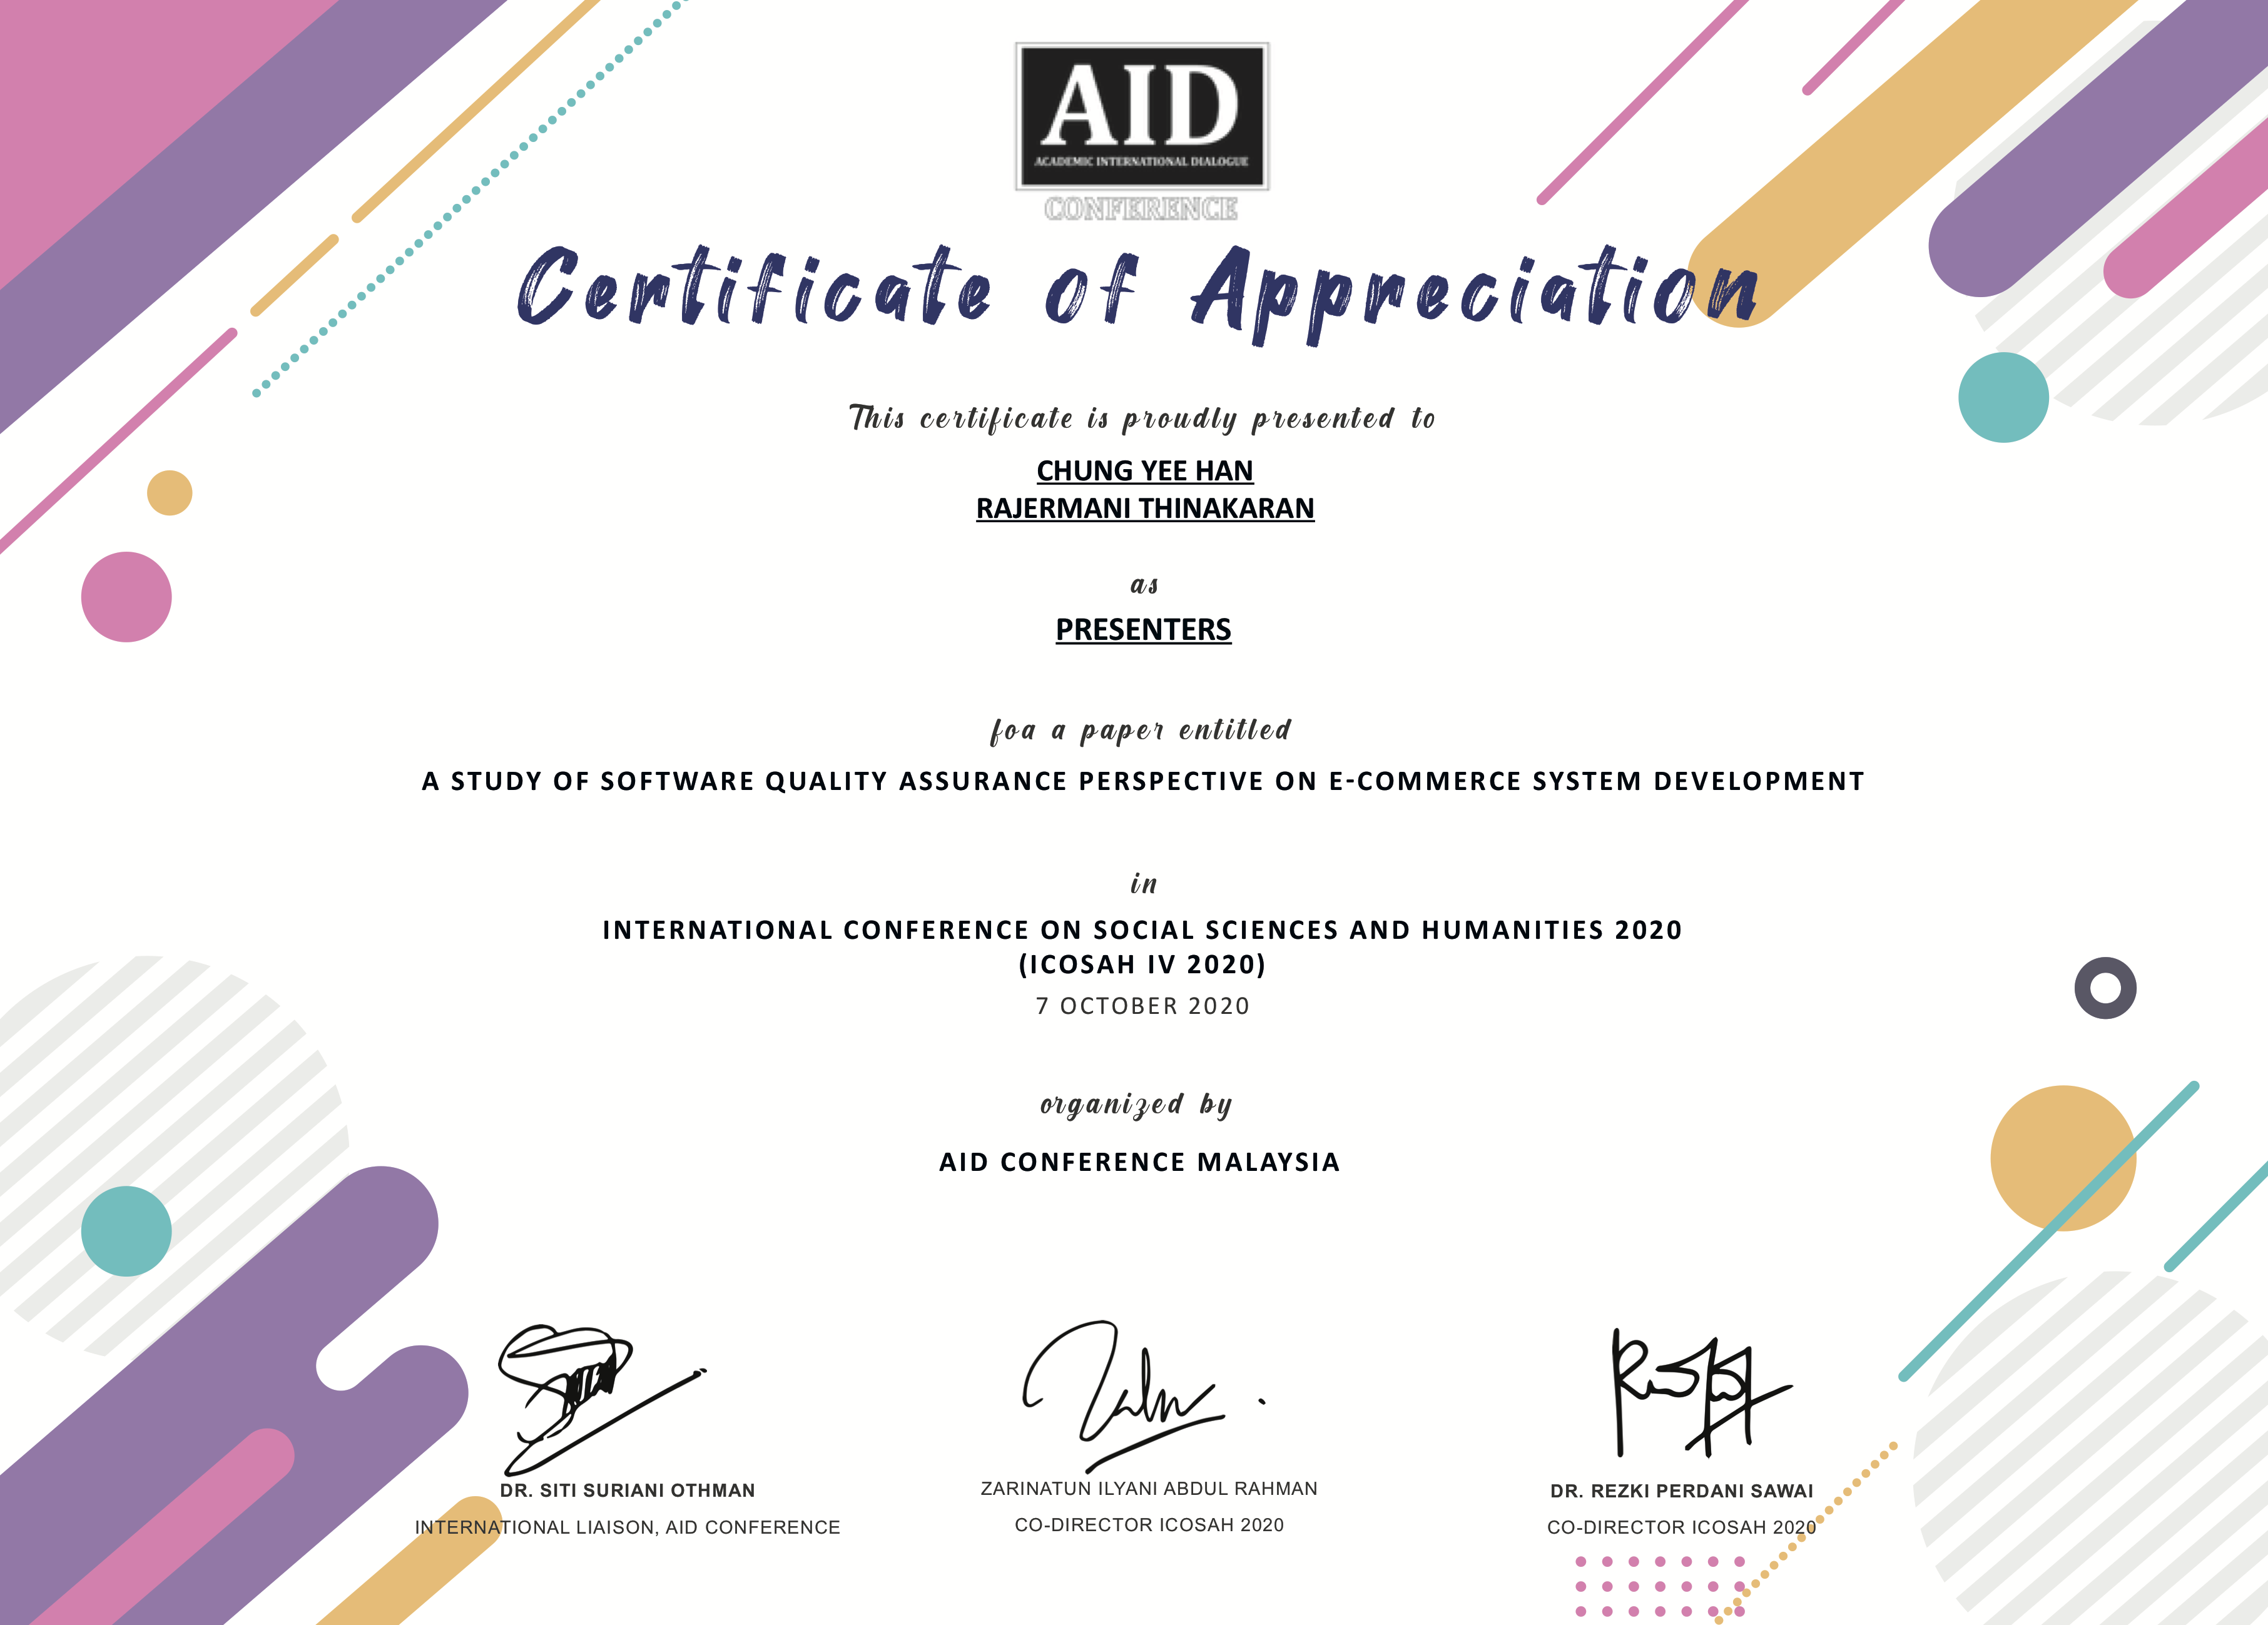 AID
ACADEMIC INTERNATIONAL DIALOGUE
CONFERENCE
Certificate of Appreciation
This certificate is proudly presented to
CHUNG YEE HAN
RAJERMANI THINAKARAN
as
PRESENTERS
foa a paper entitled
A STUDY OF SOFTWARE QUALITY ASSURANCE PERSPECTIVE ON E-COMMERCE SYSTEM DEVELOPMENT
in
INTERNATIONAL CONFERENCE ON SOCIAL SCIENCES AND HUMANITIES 2020
(ICOSAH IV 2020)
7 OCTOBER 2020
organized by
AID CONFERENCE MALAYSIA
DR. SITI SURIANI OTHMAN
INTERNATIONAL LIAISON, AID CONFERENCE
ZARINATUN ILYANI ABDUL RAHMAN
CO-DIRECTOR ICOSAH 2020
DR. REZKI PERDANI SAWAI
CO-DIRECTOR ICOSAH 2020